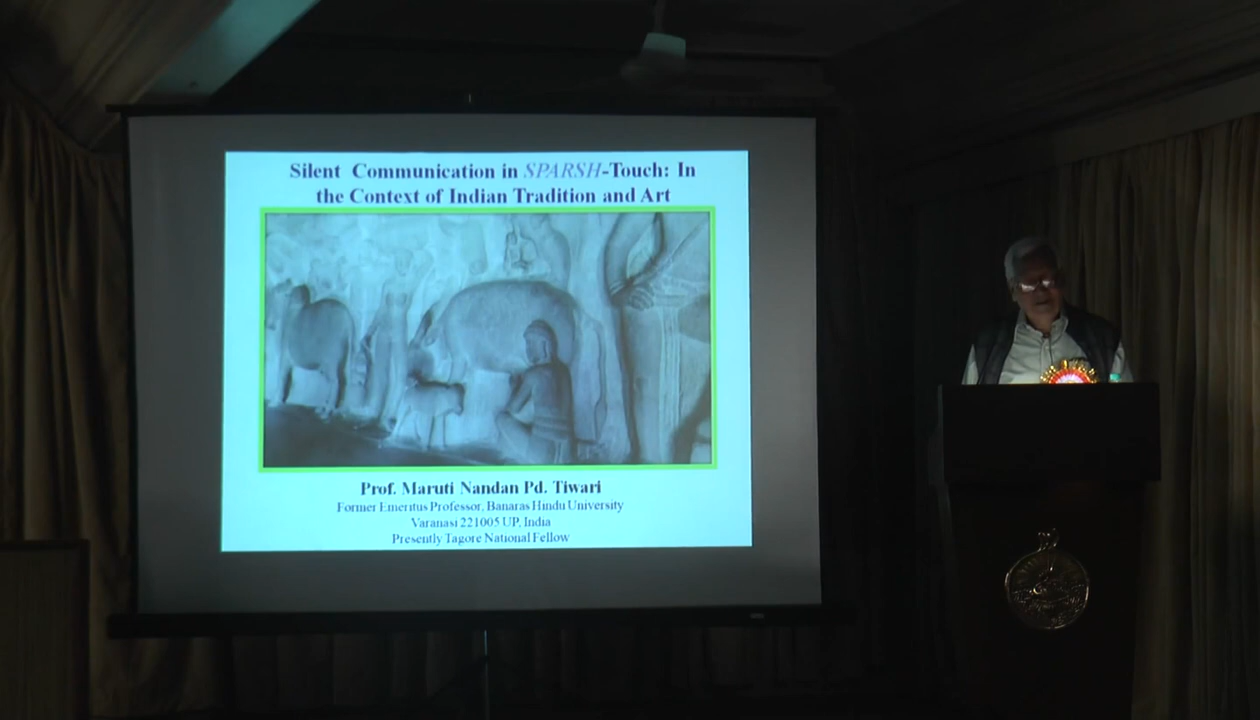 Silent Communication in SPARSH-Touch: In
the Context of Indian Tradition and Art
Prof. Maruti Nandan Pd. Tiwari
Former Emeritus Professor, Banaras Hindu University
Varanasi 221005 UP, India
Presently Tagore National Fellow